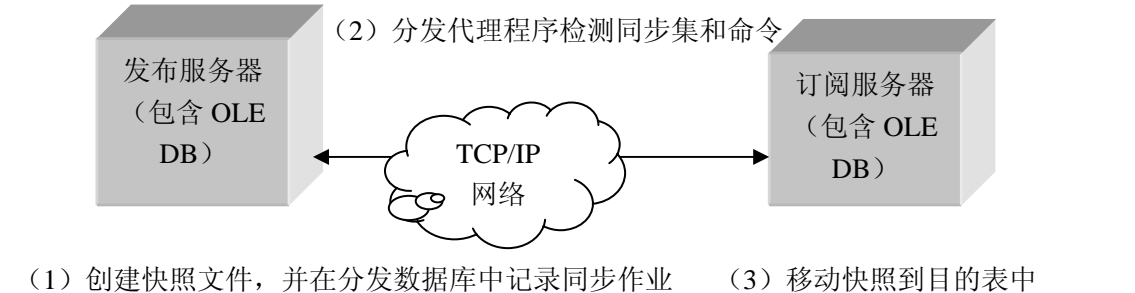 （2）分发代理程序检测同步集和命令
发布服务器
（包含 OLE
DB）
订阅服务器
（包含 OLE
DB）
TCP/IP
网络
（1）创建快照文件，并在分发数据库中记录同步作业
（3）移动快照到目的表中